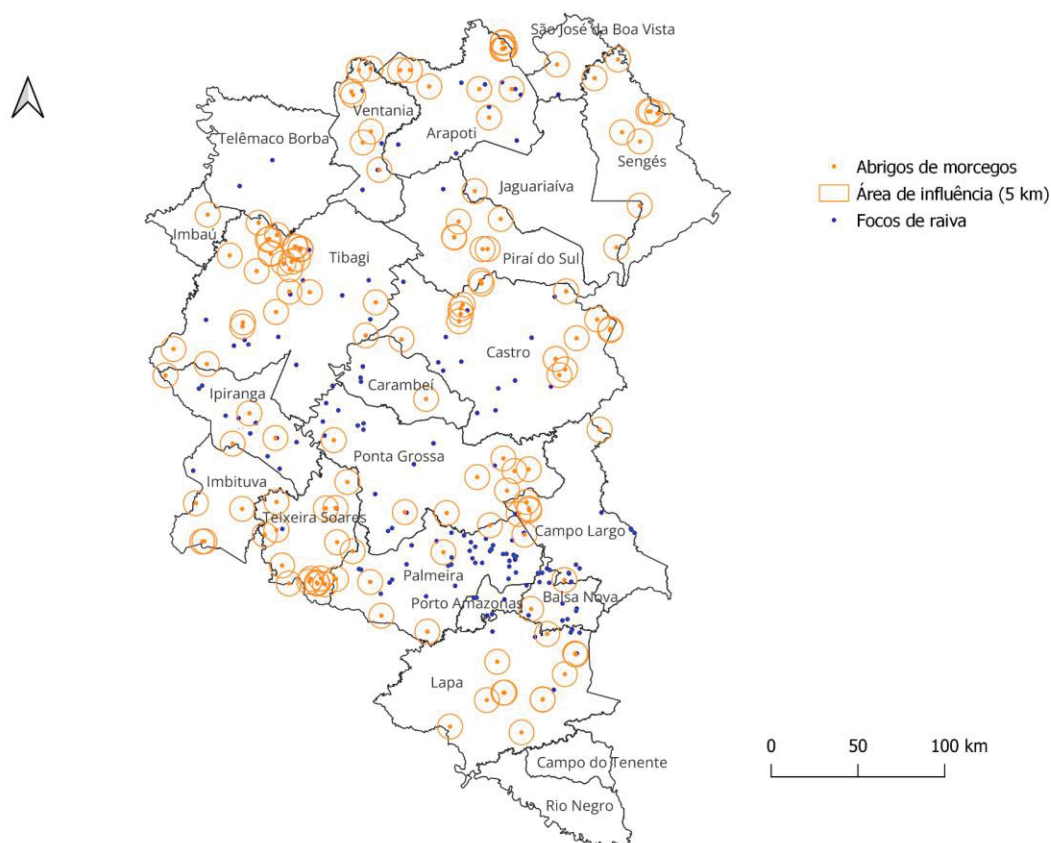 São José da Boa Vista
Ventania
Arapoti
Telêmaco Borba
Sengés
Jaguariaíva
Imbaú
Tibagi
Piraí do Sul
Castro
Carambeí
Ipiranga
Ponta Grossa
Imbituva
Teixeira Soares
Campo Largo
Palmeira
Porto Amazonas
Balsa Nova
Lapa
Campo do Tenente
Rio Negro
Abrigos de morcegos
Área de influência (5 km)
Focos de raiva
0 50 100 km